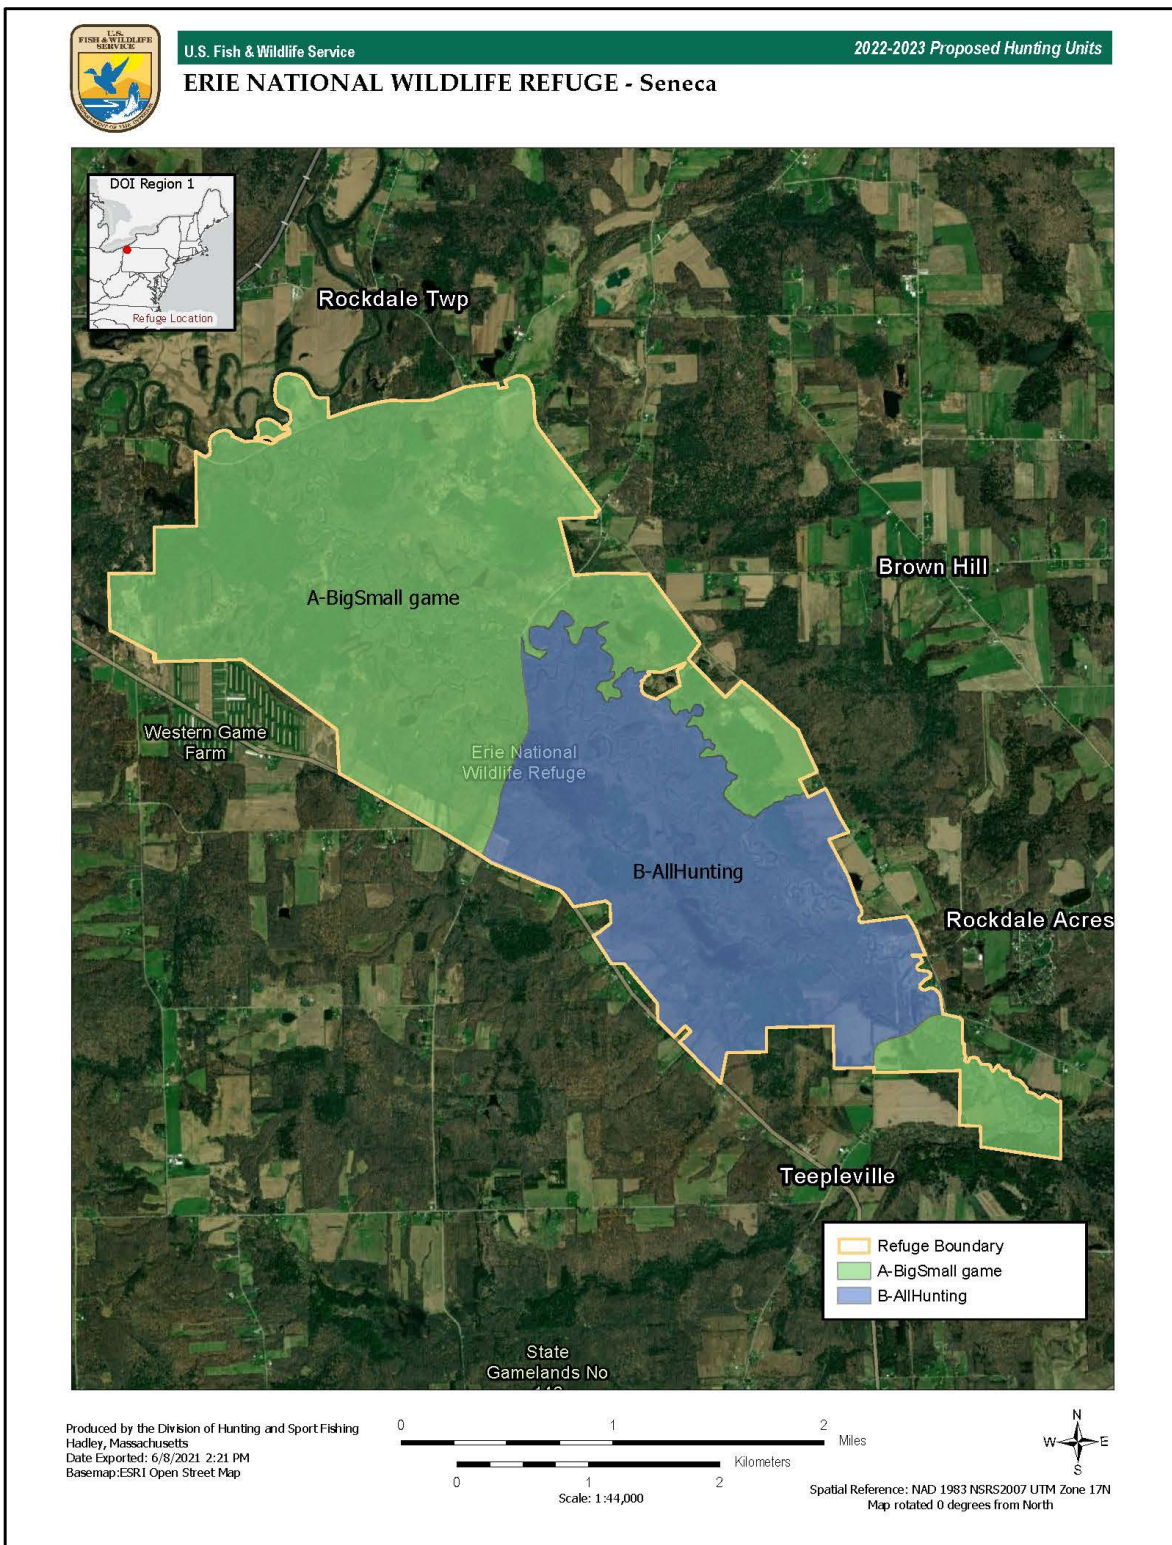 U.S.
FISH & WILDLIFE
SERVICE
DEPARTMENT OF THE INTERIOR
U.S. Fish & Wildlife Service
2022-2023 Proposed Hunting Units
ERIE NATIONAL WILDLIFE REFUGE - Seneca
DOI Region 1
Refuge Location
Rockdale Twp
Brown Hill
A-BigSmall game
Western Game
Farm
Erie National
Wildlife Refuge
B-AllHunting
Rockdale Acres
Teepleville
Refuge Boundary
A-BigSmall game
B-AllHunting
State
Gamelands No
Produced by the Division of Hunting and Sport Fishing
Hadley, Massachusetts
Date Exported: 6/8/2021 2:21 PM
Basemap:ESRI Open Street Map
0 1 2
Miles
Kilometers
0 1 2
Scale: 1:44,000
N
W E
S
Spatial Reference: NAD 1983 NSRS2007 UTM Zone 17N
Map rotated 0 degrees from North